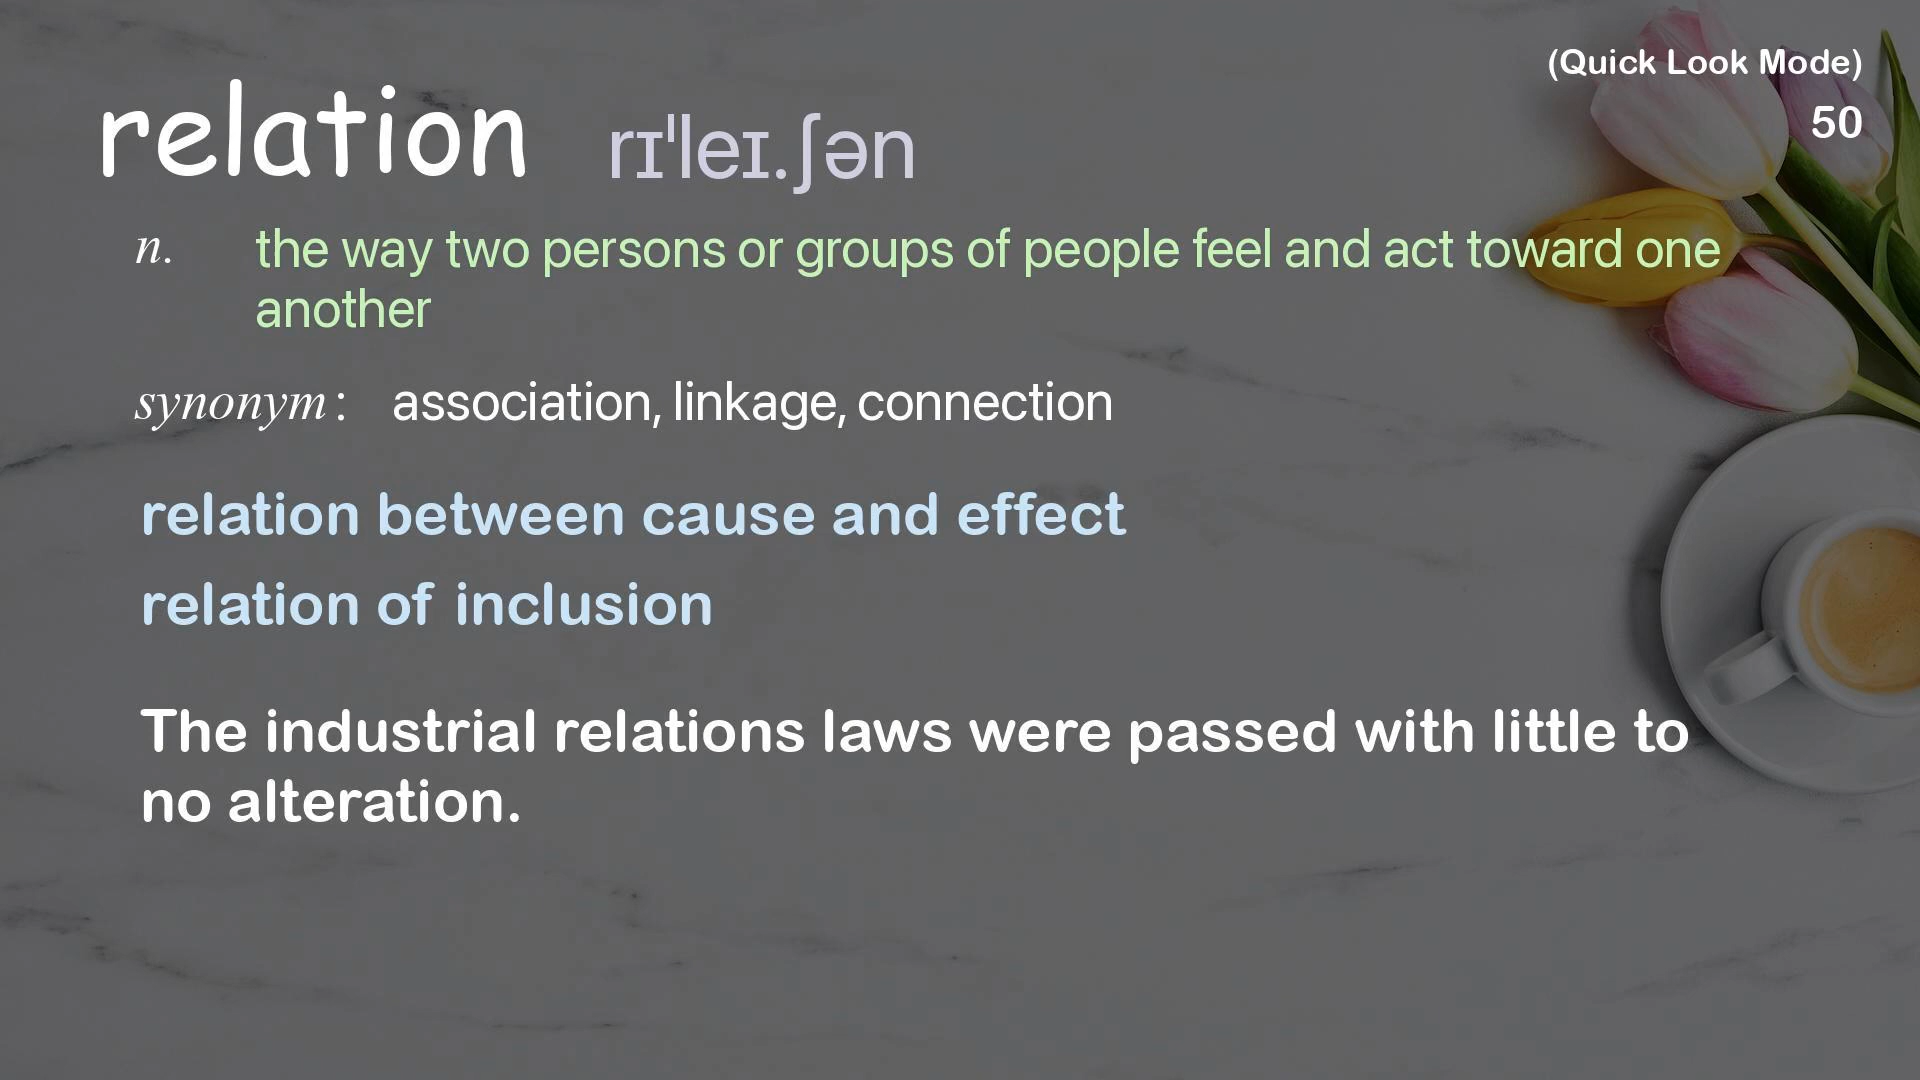 (Quick Look Mode)
50
relation rɪˈleɪ.ʃən
n. the way two persons or groups of people feel and act toward one
another
synonym: association, linkage, connection
relation between cause and effect
relation of inclusion
The industrial relations laws were passed with little to
no alteration.